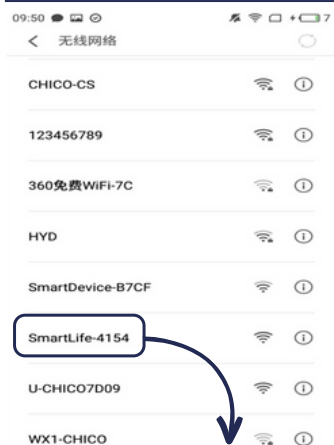 09:50 7
无线网络
CHICO-CS
123456789
360免费WiFi-7C
HYD
SmartDevice-B7CF
SmartLife-4154
U-CHICO7D09
WX1-CHICO